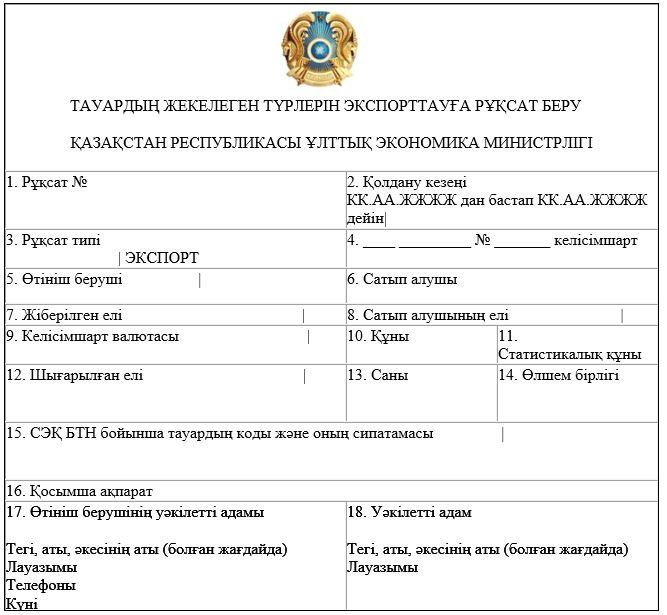 ТАУАРДЫҢ ЖЕКЕЛЕГЕН ТҮРЛЕРІН ЭКСПОРТТАУҒА РҰҚСАТ БЕРУ
ҚАЗАҚСТАН РЕСПУБЛИКАСЫ ҰЛТТЫҚ ЭКОНОМИКА МИНИСТРЛІГІ
1. Рұқсат №
2. Қолдану кезеңі
КК.АА.ЖЖЖЖ дан бастап КК.АА.ЖЖЖЖ
дейін|
3. Рұқсат типі
| ЭКСПОРТ
4. ____ _________ № _______ келісімшарт
5. Өтініш беруші |
6. Сатып алушы
7. Жіберілген елі |
8. Сатып алушының елі |
9. Келісімшарт валютасы |
10. Құны
11.
Статистикалық құны
12. Шығарылған елі |
13. Саны
14. Өлшем бірлігі
15. СЭҚ БТН бойынша тауардың коды және оның сипатамасы |
16. Қосымша ақпарат
17. Өтініш берушінің уәкілетті адамы
Тегі, аты, әкесінің аты (болған жағдайда)
Лауазымы
Телефоны
Күні
18. Уәкілетті адам
Тегі, аты, әкесінің аты (болған жағдайда)
Лауазымы